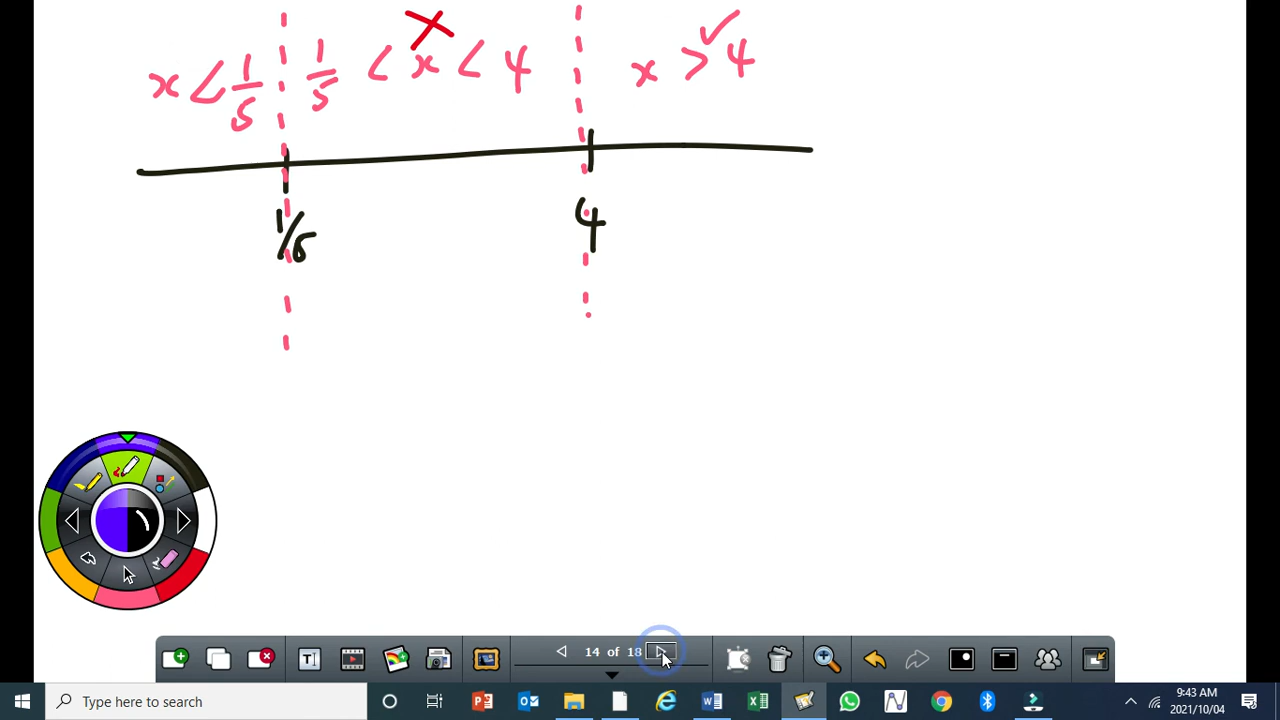 x < 1/5 1/5 < x < 4 x > 4
1/5 4
14 of 18
Type here to search
9:43 AM
2021/10/04